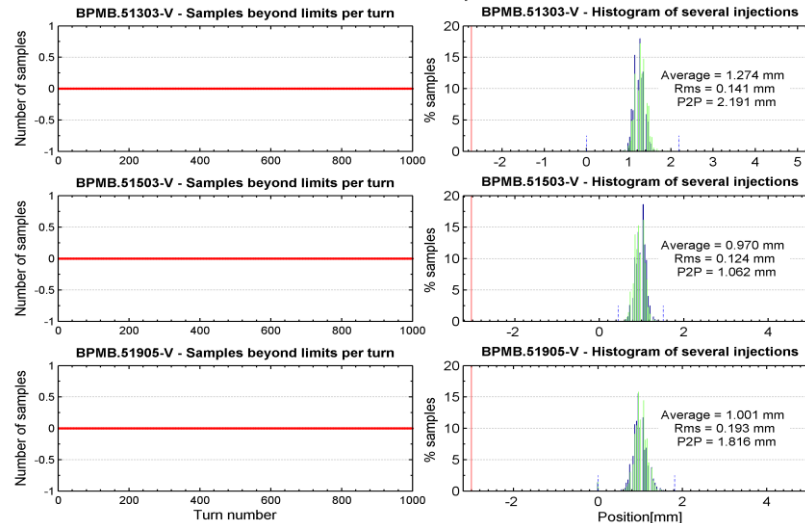 BPMB.51303-V - Samples beyond limits per turn
Number of samples
1
0.5
0
-0.5
-1
0 200 400 600 800 1000
BPMB.51303-V - Histogram of several injections
% samples
20
15
10
5
0
Average = 1.274 mm
Rms = 0.141 mm
P2P = 2.191 mm
-2 -1 0 1 2 3 4 5
BPMB.51503-V - Samples beyond limits per turn
Number of samples
1
0.5
0
-0.5
-1
0 200 400 600 800 1000
BPMB.51503-V - Histogram of several injections
% samples
20
15
10
5
0
Average = 0.970 mm
Rms = 0.124 mm
P2P = 1.062 mm
-2 0 2 4
BPMB.51905-V - Samples beyond limits per turn
Number of samples
1
0.5
0
-0.5
-1
0 200 400 600 800 1000
Turn number
BPMB.51905-V - Histogram of several injections
% samples
20
15
10
5
0
Average = 1.001 mm
Rms = 0.193 mm
P2P = 1.816 mm
-2 0 2 4
Position[mm]